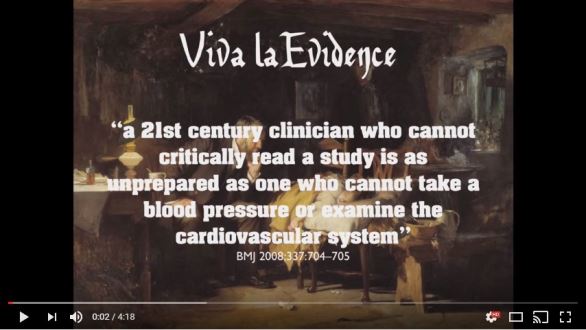 Viva la Evidence
“a 21st century clinician who cannot
critically read a study is as
unprepared as one who cannot take a
blood pressure or examine the
cardiovascular system”
BMJ 2008:337:704–705
0:02 / 4:18
HD